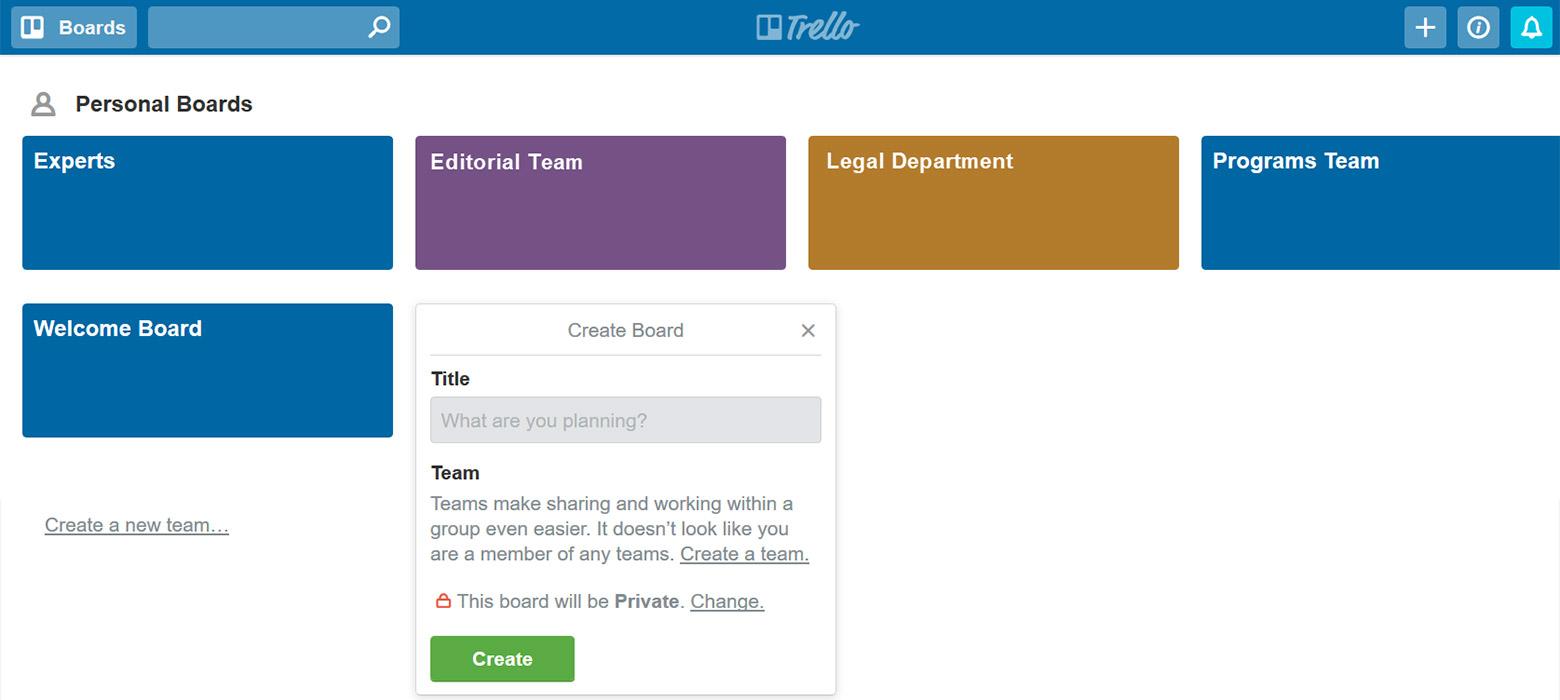 Boards
Trello
Personal Boards
Experts
Editorial Team
Legal Department
Programs Team
Welcome Board
Create Board
Title
What are you planning?
Team
Teams make sharing and working within a
group even easier. It doesn’t look like you
are a member of any teams. Create a team.
This board will be Private. Change.
Create
Create a new team…